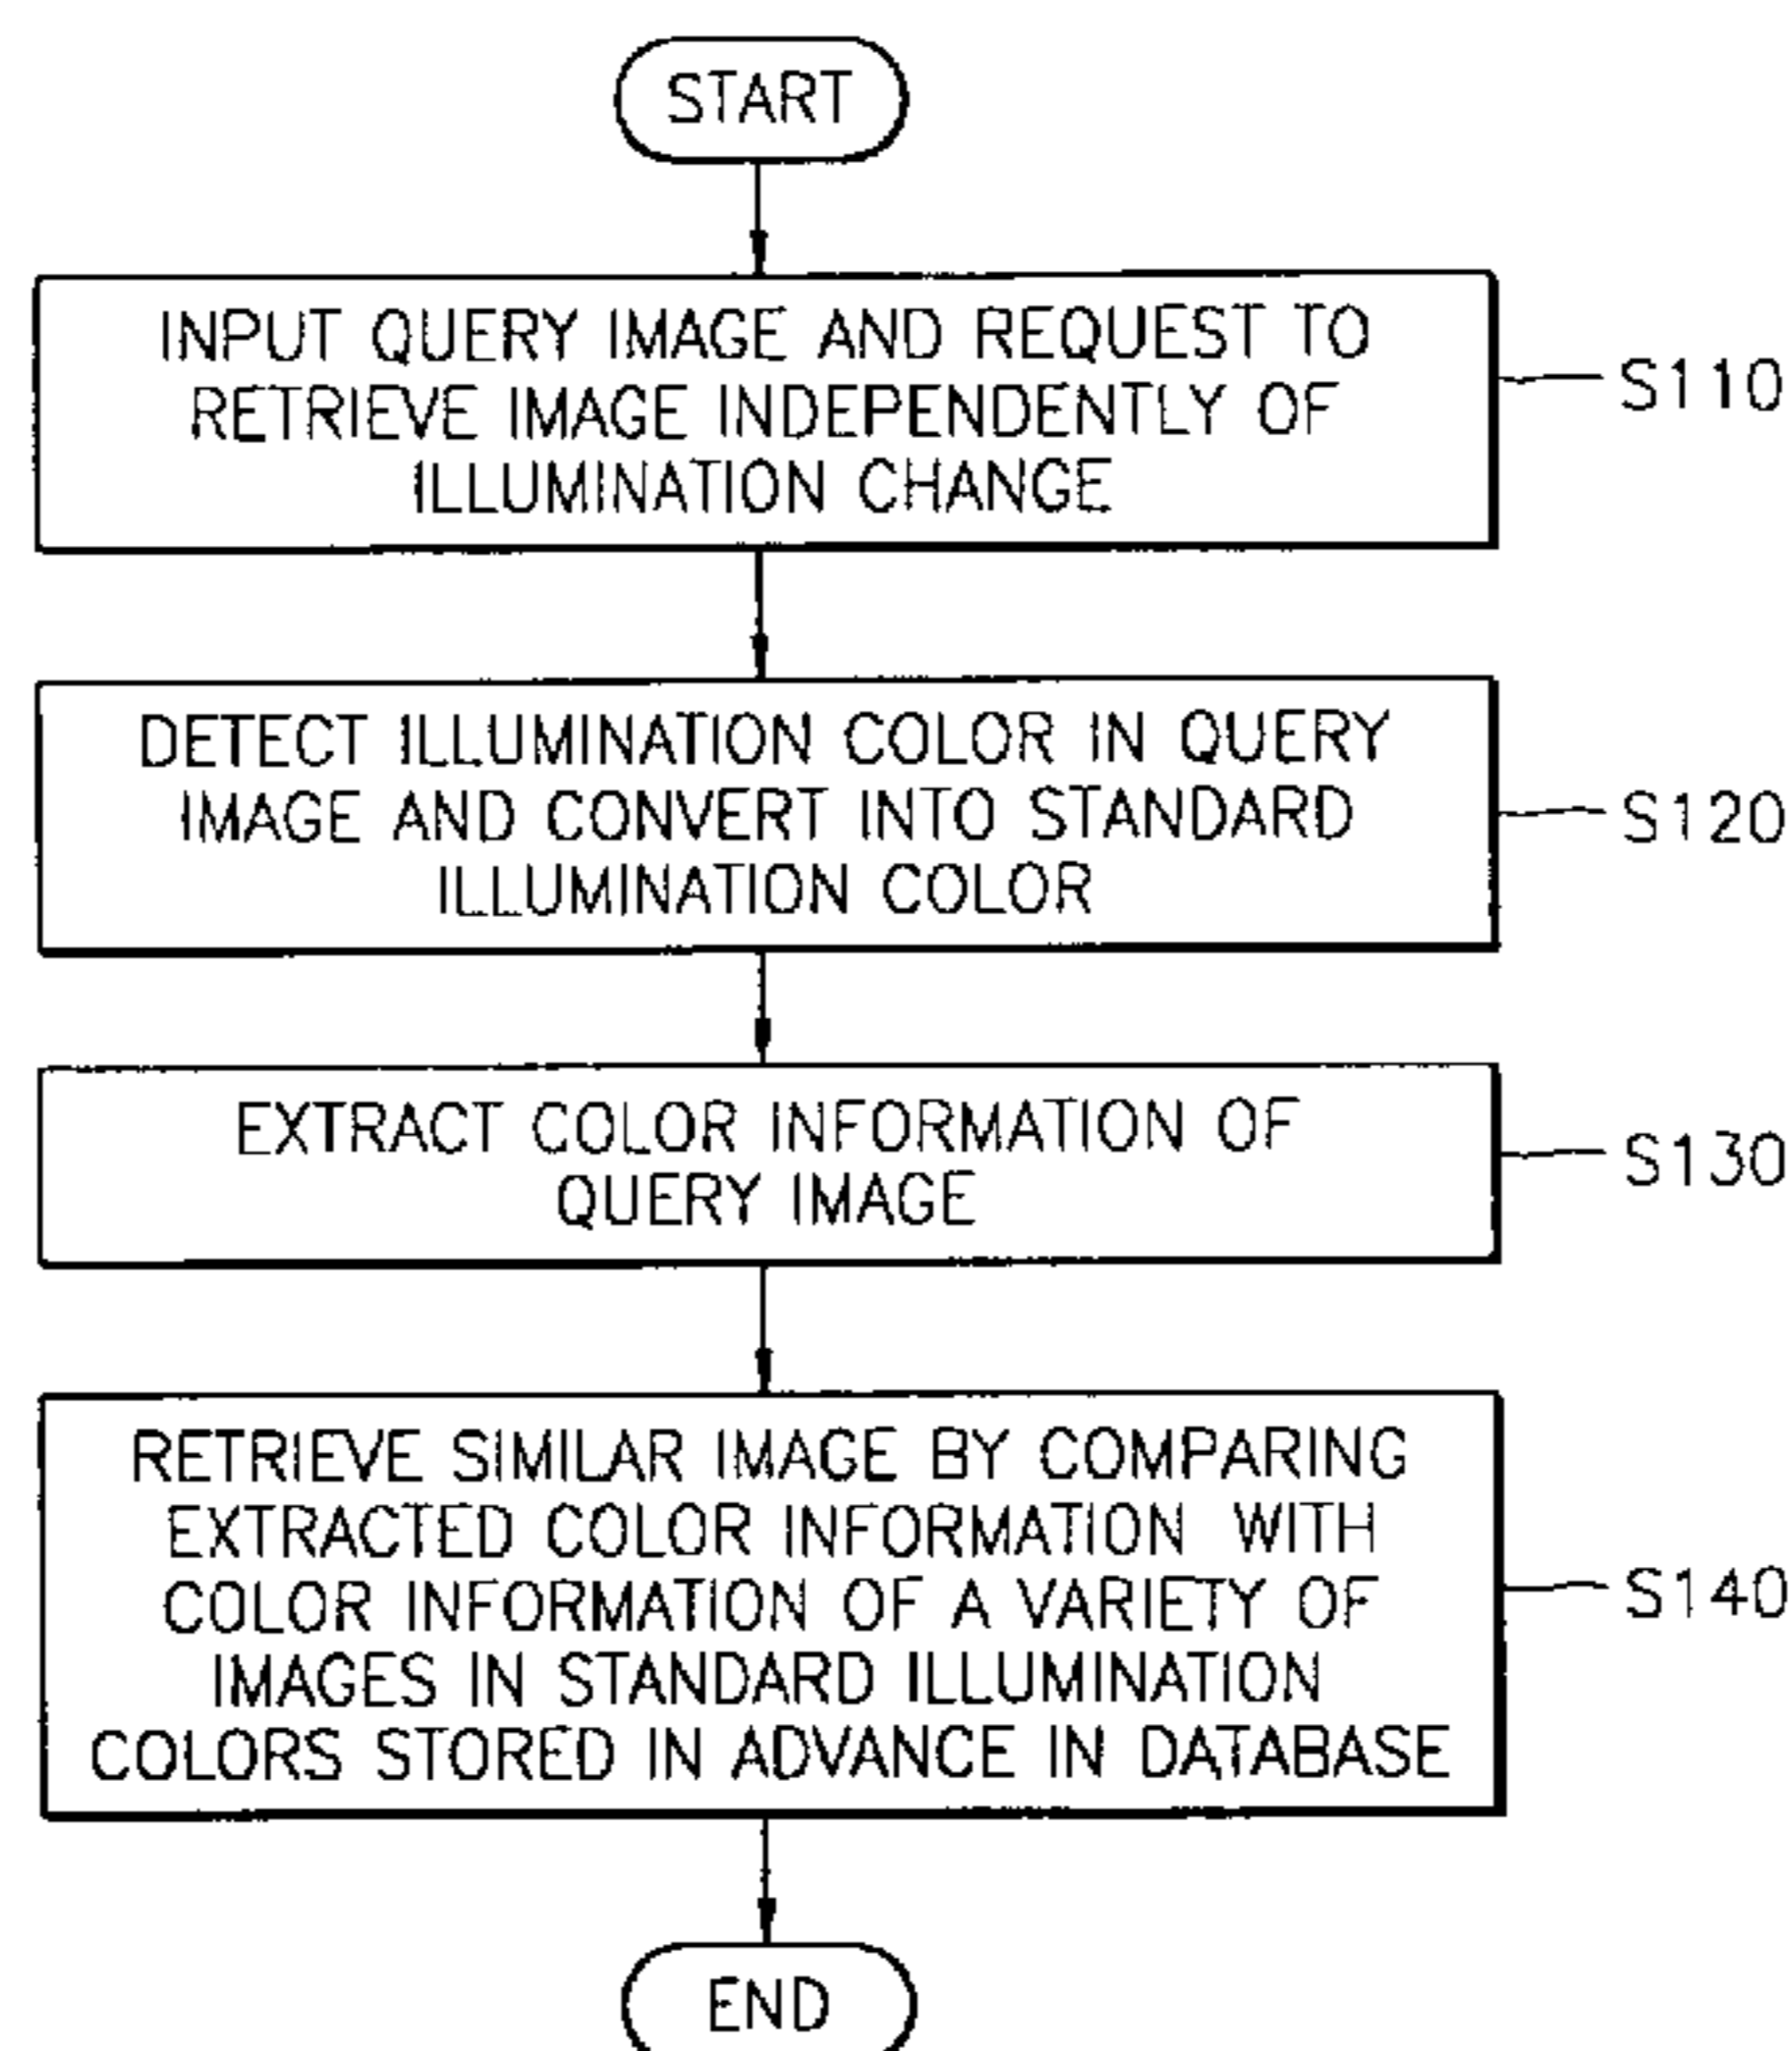 START
INPUT QUERY IMAGE AND REQUEST TO
RETRIEVE IMAGE INDEPENDENTLY OF
ILLUMINATION CHANGE
S110
DETECT ILLUMINATION COLOR IN QUERY
IMAGE AND CONVERT INTO STANDARD
ILLUMINATION COLOR
S120
EXTRACT COLOR INFORMATION OF
QUERY IMAGE
S130
RETRIEVE SIMILAR IMAGE BY COMPARING
EXTRACTED COLOR INFORMATION WITH
COLOR INFORMATION OF A VARIETY OF
IMAGES IN STANDARD ILLUMINATION
COLORS STORED IN ADVANCE IN DATABASE
S140
END